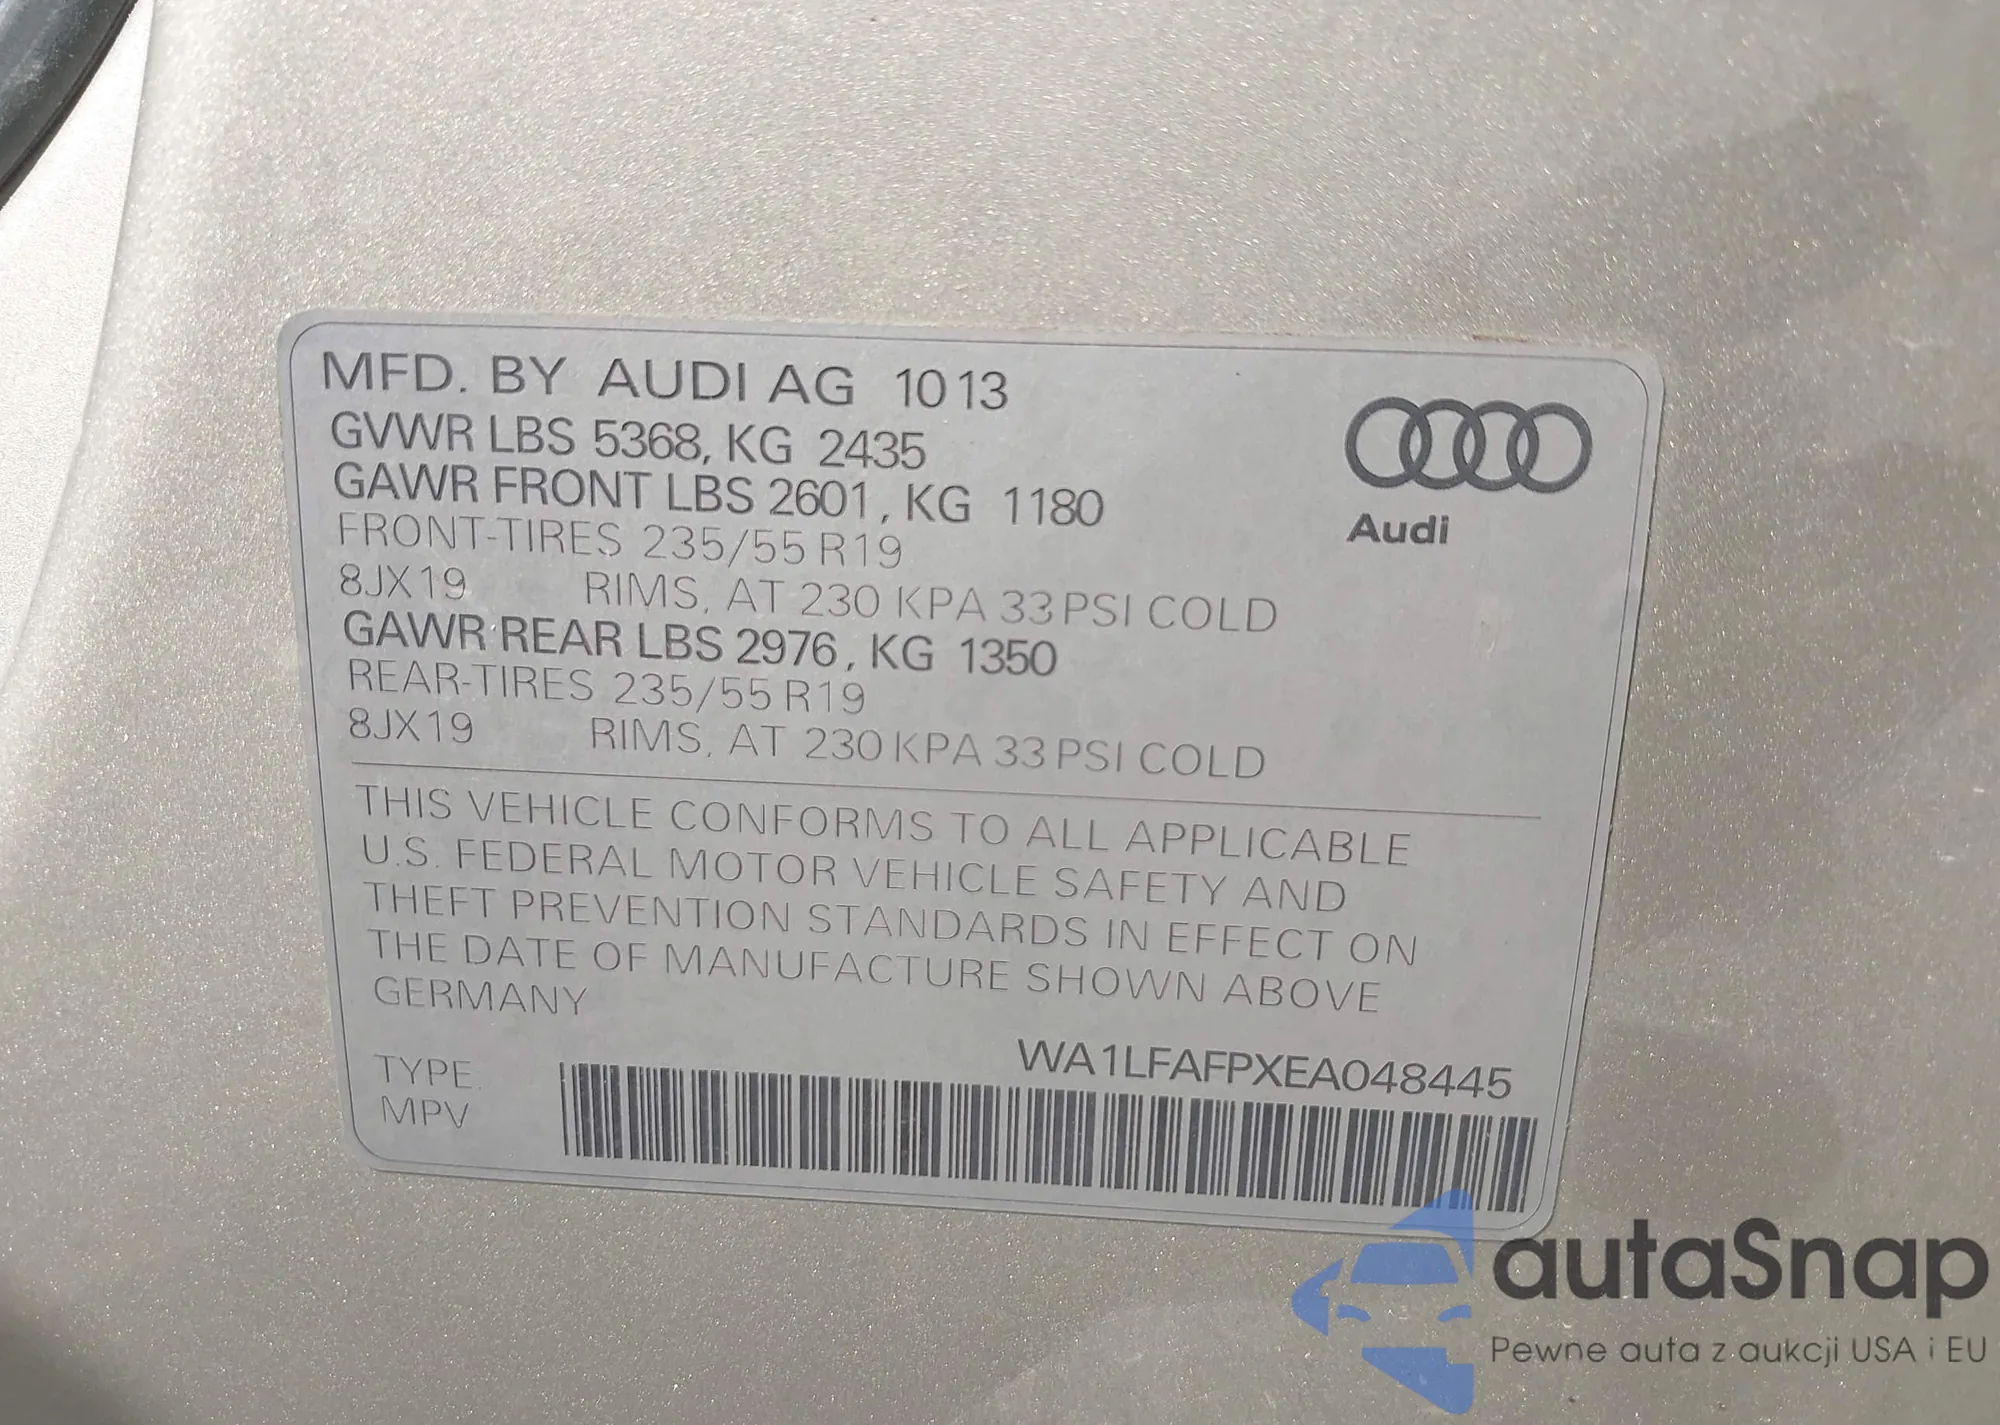 MFD. BY AUDI AG 10 13
GVWR LBS 5368, KG 2435
GAWR FRONT LBS 2601, KG 1180
FRONT-TIRES 235/55 R19
8JX19 RIMS, AT 230 KPA 33 PSI COLD
GAWR REAR LBS 2976, KG 1350
REAR-TIRES 235/55 R19
8JX19 RIMS, AT 230 KPA 33 PSI COLD
Audi
THIS VEHICLE CONFORMS TO ALL APPLICABLE
U.S. FEDERAL MOTOR VEHICLE SAFETY AND
THEFT PREVENTION STANDARDS IN EFFECT ON
THE DATE OF MANUFACTURE SHOWN ABOVE
GERMANY
WA1LFAFPXEA048445
TYPE
MPV
autaSnap
Pewne auta z aukcji USA i EU